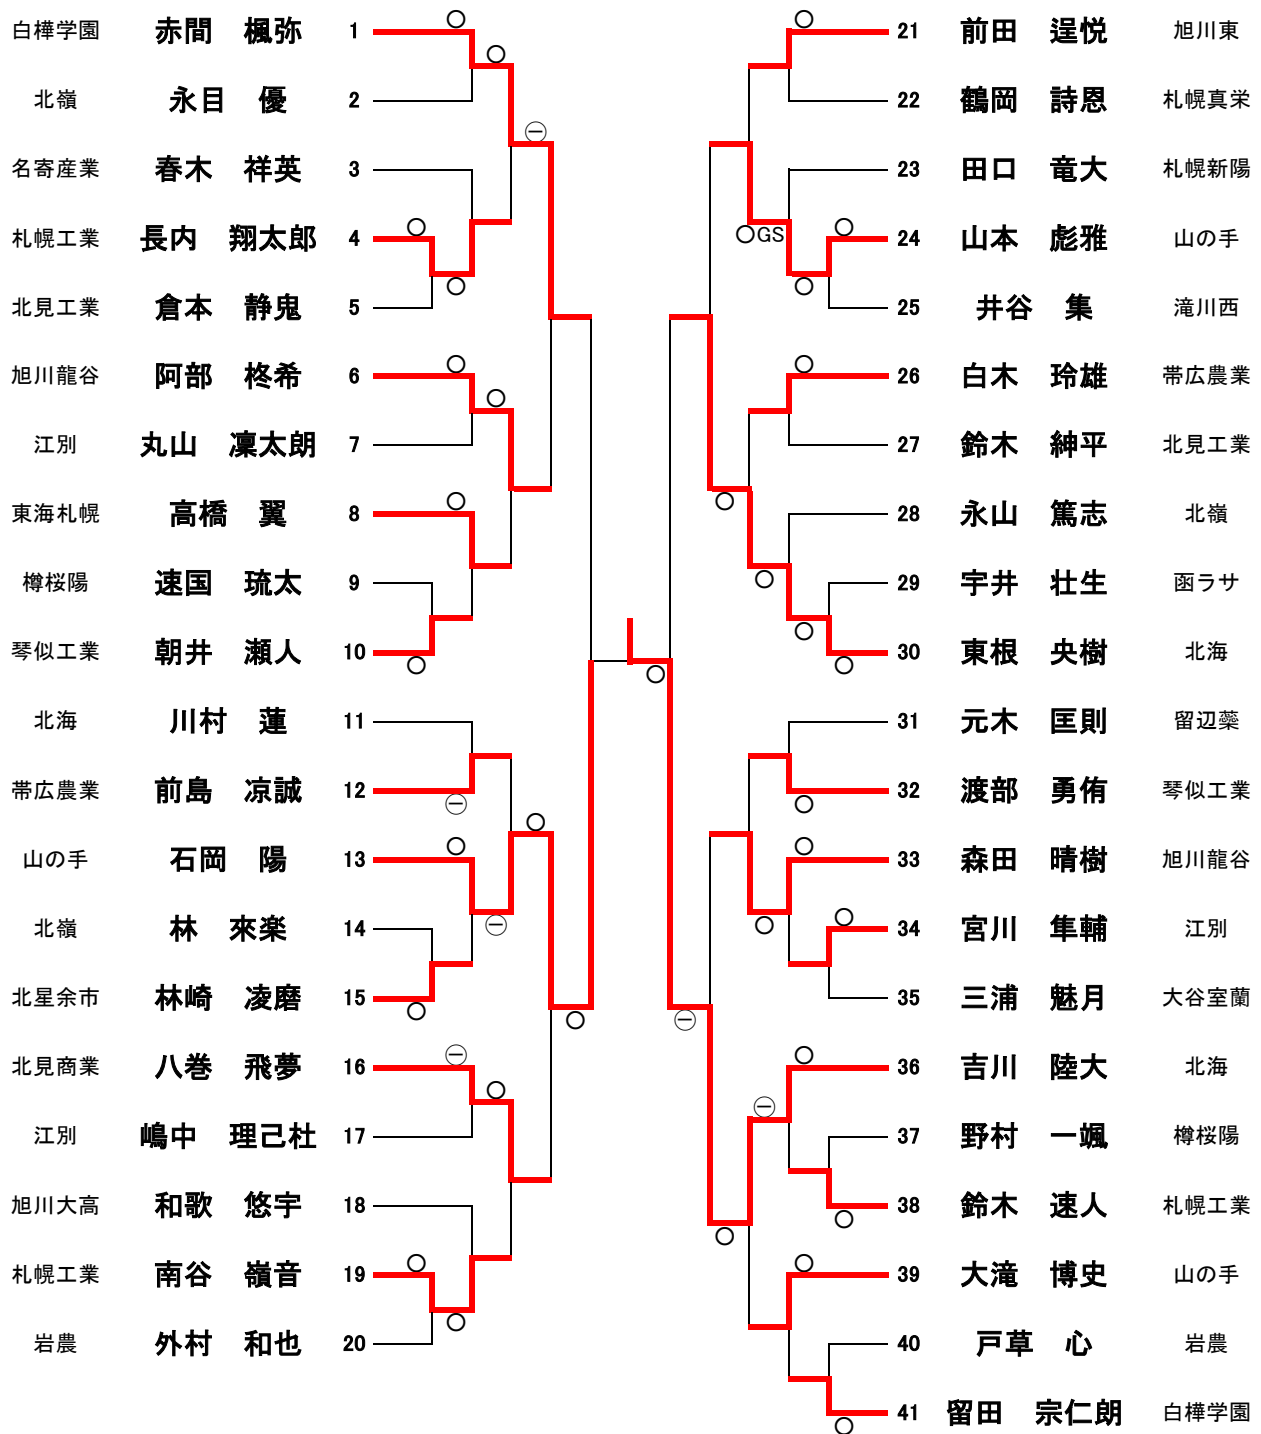 白樺学園 赤間 楓弥 1
北嶺 永目 優 2
名寄産業 春木 祥英 3
札幌工業 長内 翔太郎 4
北見工業 倉本 静鬼 5
旭川龍谷 阿部 柊希 6
江別 丸山 凜太朗 7
東海札幌 高橋 翼 8
樽桜陽 速国 琉太 9
琴似工業 朝井 瀬人 10
北海 川村 蓮 11
帯広農業 前島 凉誠 12
山の手 石岡 陽 13
北嶺 林 來楽 14
北星余市 林崎 凌磨 15
北見商業 八巻 飛夢 16
江別 嶋中 理己杜 17
旭川大高 和歌 悠宇 18
札幌工業 南谷 嶺音 19
岩農 外村 和也 20
21 前田 逞悦 旭川東
22 鶴岡 詩恩 札幌真栄
23 田口 竜大 札幌新陽
GS
24 山本 彪雅 山の手
25 井谷 集 滝川西
26 白木 玲雄 帯広農業
27 鈴木 紳平 北見工業
28 永山 篤志 北嶺
29 宇井 壮生 函ラサ
30 東根 央樹 北海
31 元木 匡則 留辺蘂
32 渡部 勇侑 琴似工業
33 森田 晴樹 旭川龍谷
34 宮川 隼輔 江別
35 三浦 魅月 大谷室蘭
36 吉川 陸大 北海
37 野村 一颯 樽桜陽
38 鈴木 速人 札幌工業
39 大滝 博史 山の手
40 戸草 心 岩農
41 留田 宗仁朗 白樺学園